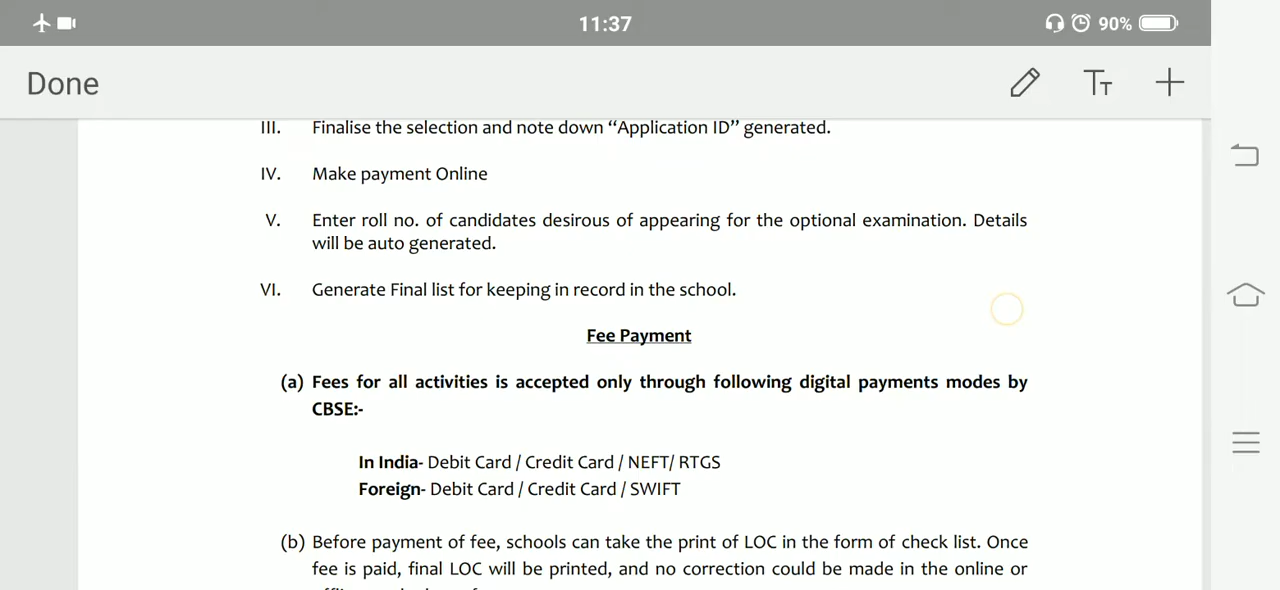 11:37
90%
Done
TT
III. Finalise the selection and note down “Application ID” generated.
IV. Make payment Online
V. Enter roll no. of candidates desirous of appearing for the optional examination. Details
will be auto generated.
VI. Generate Final list for keeping in record in the school.
Fee Payment
(a) Fees for all activities is accepted only through following digital payments modes by
CBSE:-
In India- Debit Card / Credit Card / NEFT/ RTGS
Foreign- Debit Card / Credit Card / SWIFT
(b) Before payment of fee, schools can take the print of LOC in the form of check list. Once
fee is paid, final LOC will be printed, and no correction could be made in the online or